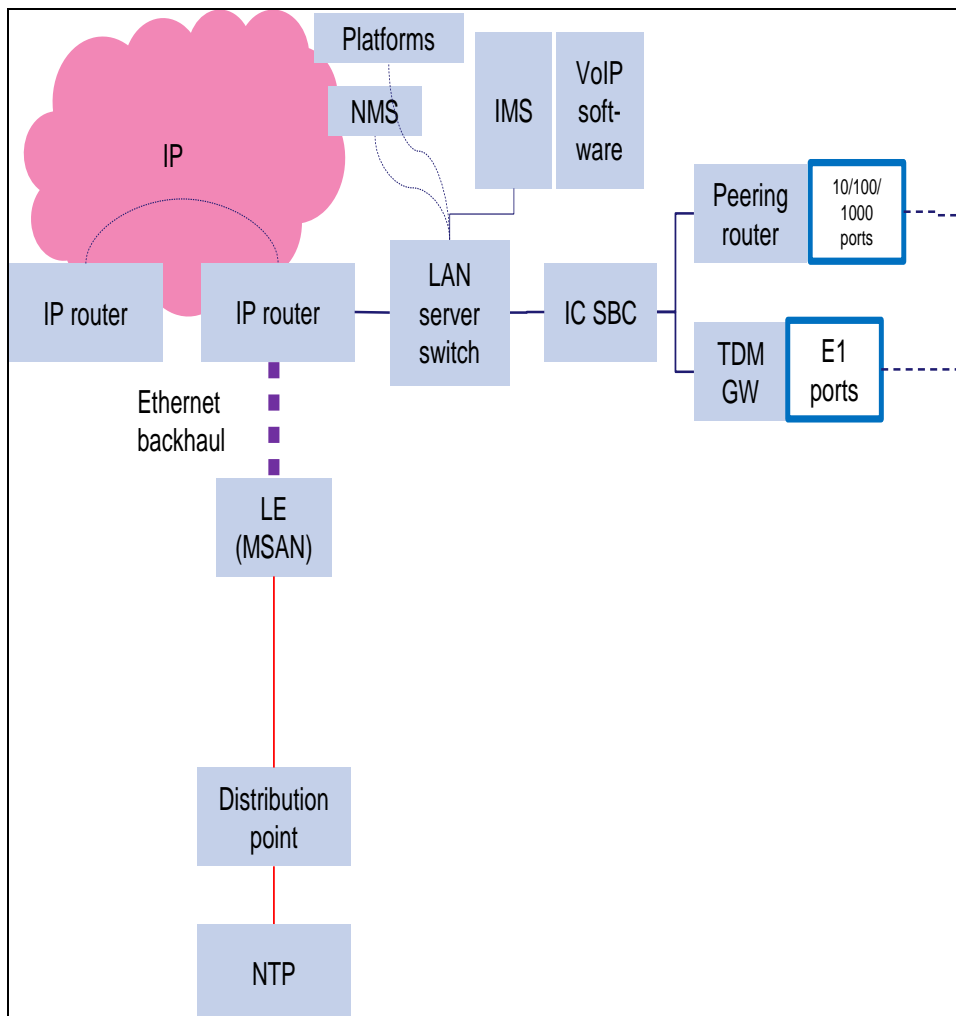 Platforms
NMS
IMS
VoIP
soft-
ware
IP
Peering
router
10/100/
1000
ports
IP router
IP router
LAN
server
switch
IC SBC
TDM
GW
E1
ports
Ethernet
backhaul
LE
(MSAN)
Distribution
point
NTP